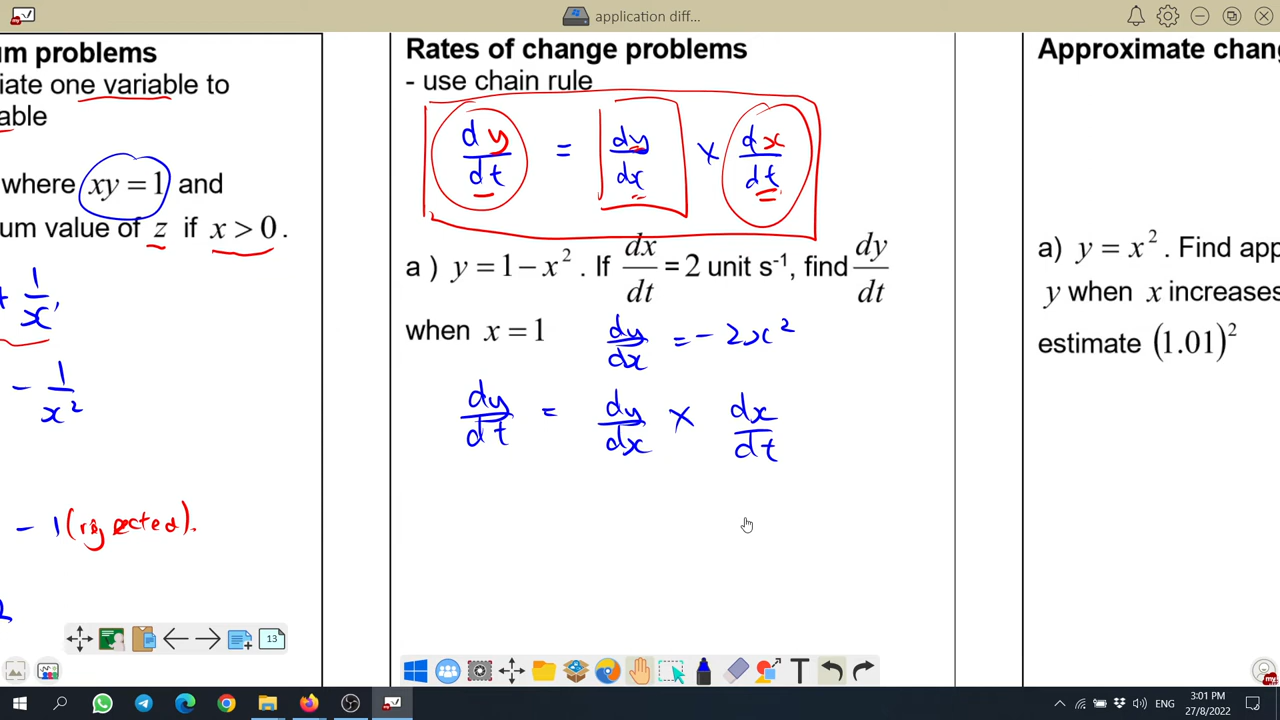 application diff...
um problems
iate one variable to
able
where xy = 1 and
um value of z if x > 0 .
+ 1/x,
- 1/x²
- 1 (rejected).
2
Rates of change problems
- use chain rule
dy/dt = dy/dx × dx/dt
a ) y = 1 − x² . If dx/dt = 2 unit s⁻¹, find dy/dt
when x = 1
dy/dx = - 2x²
dy/dt = dy/dx × dx/dt
Approximate chang
a) y = x² . Find app
y when x increases
estimate (1.01)²
13
ENG
3:01 PM
27/8/2022